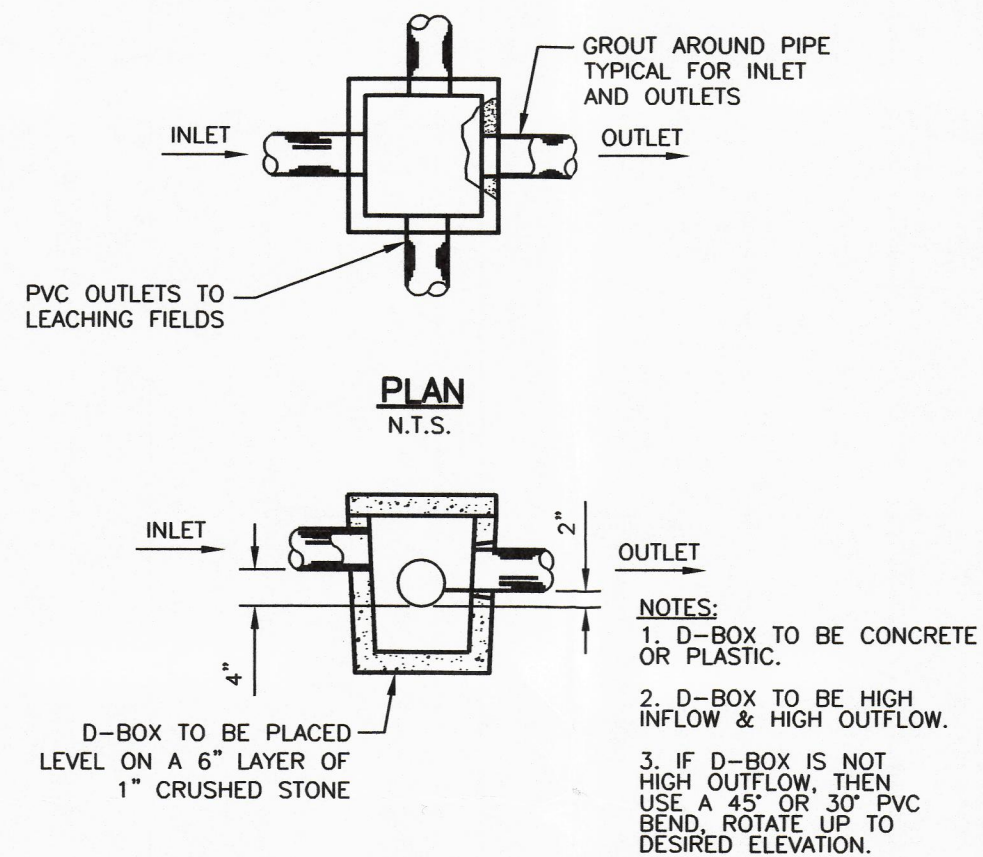 GROUT AROUND PIPE
TYPICAL FOR INLET
AND OUTLETS
INLET
OUTLET
PVC OUTLETS TO
LEACHING FIELDS
PLAN
N.T.S.
INLET
2"
OUTLET
4"
D-BOX TO BE PLACED
LEVEL ON A 6" LAYER OF
1" CRUSHED STONE
NOTES:
1. D-BOX TO BE CONCRETE
OR PLASTIC.
2. D-BOX TO BE HIGH
INFLOW & HIGH OUTFLOW.
3. IF D-BOX IS NOT
HIGH OUTFLOW, THEN
USE A 45° OR 30° PVC
BEND, ROTATE UP TO
DESIRED ELEVATION.